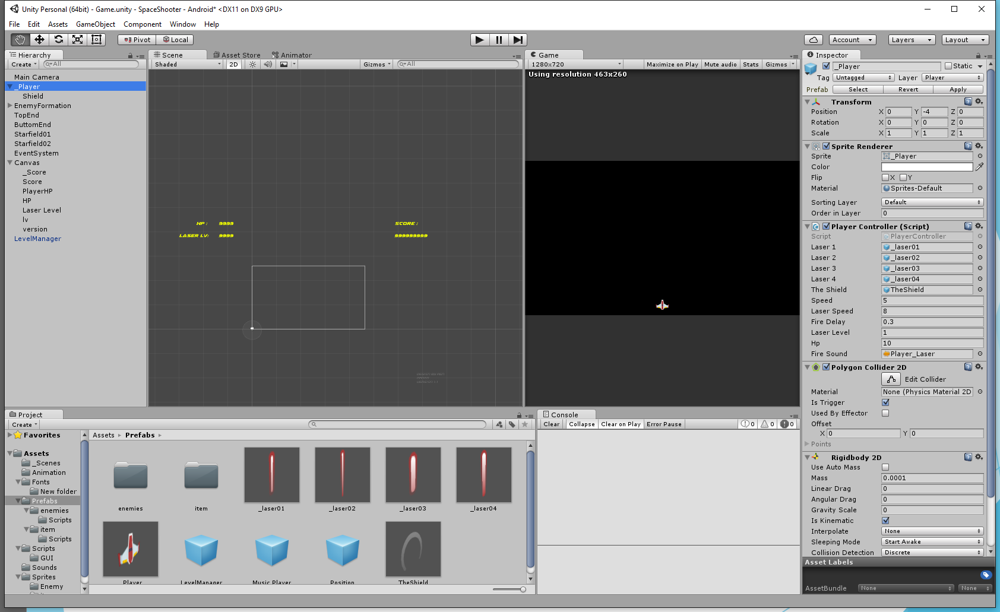 Unity Personal (64bit) - Game.unity - SpaceShooter - Android* <DX11 on DX9 GPU>
File Edit Assets GameObject Component Window Help
Pivot Local
Account Layers Layout
Hierarchy
Create All
Main Camera
_Player
Shield
EnemyFormation
TopEnd
ButtomEnd
Starfield01
Starfield02
EventSystem
Canvas
_Score
Score
PlayerHP
HP
Laser Level
lv
version
LevelManager
Scene Asset Store Animator
Shaded 2D Gizmos All
HP : 9999 SCORE :
LASER LV: 9999 999999999
Game
1280x720 Maximize on Play Mute audio Stats Gizmos
Using resolution 463x260
Inspector
_Player Static
Tag Untagged Layer Player
Prefab Select Revert Apply
Transform
Position X 0 Y -4 Z 0
Rotation X 0 Y 0 Z 0
Scale X 1 Y 1 Z 1
Sprite Renderer
Sprite _Player
Color
Flip X Y
Material Sprites-Default
Sorting Layer Default
Order in Layer 0
Player Controller (Script)
Script PlayerController
Laser 1 _laser01
Laser 2 _laser02
Laser 3 _laser03
Laser 4 _laser04
The Shield TheShield
Speed 5
Laser Speed 8
Fire Delay 0.3
Laser Level 1
Hp 10
Fire Sound Player_Laser
Polygon Collider 2D
Edit Collider
Material None (Physics Material 2D
Is Trigger
Used By Effector
Offset
X 0 Y 0
Points
Rigidbody 2D
Use Auto Mass
Mass 0.0001
Linear Drag 0
Angular Drag 0
Gravity Scale 0
Is Kinematic
Interpolate None
Sleeping Mode Start Awake
Collision Detection Discrete
Asset Labels
AssetBundle None None
Project
Create
Favorites
Assets
_Scenes
Animation
Fonts
New folder
Prefabs
enemies
Scripts
item
Scripts
Scripts
GUI
Sounds
Sprites
Enemy
Assets Prefabs
enemies item _laser01 _laser02 _laser03 _laser04
Player LevelManager Music Player Position TheShield
Console
Clear Collapse Clear on Play Error Pause 0 0 0